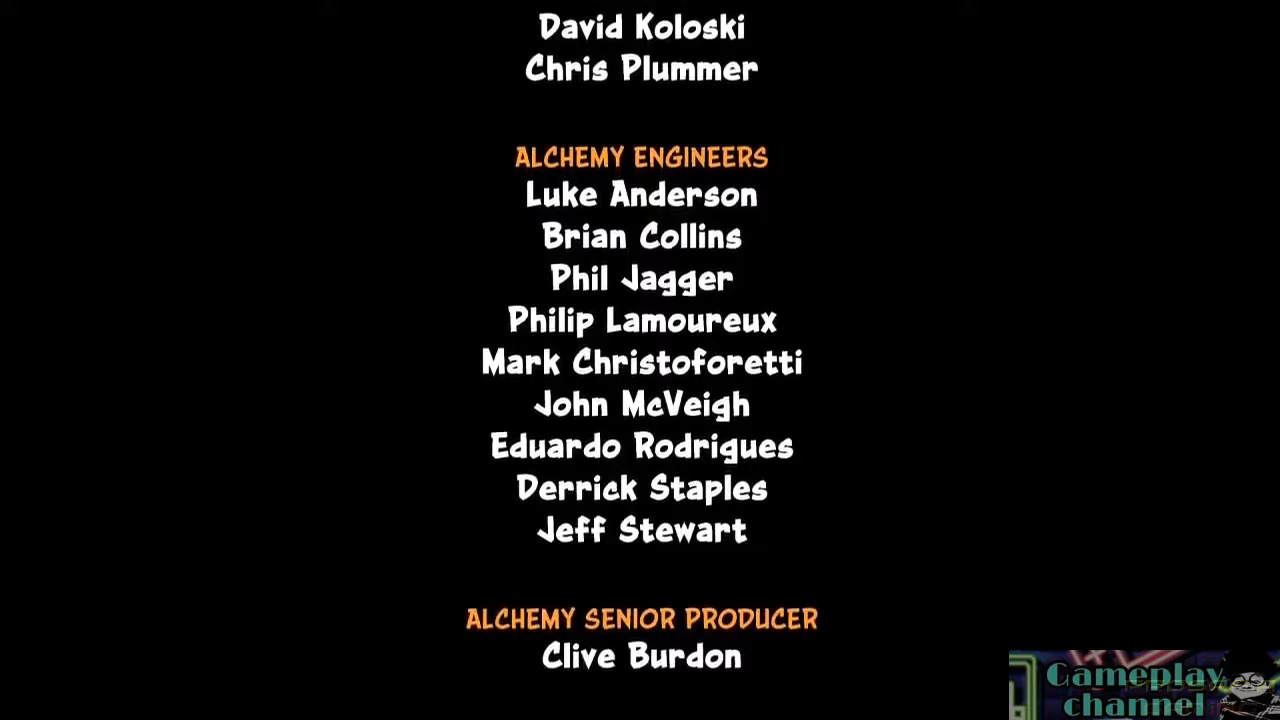 David Koloski
Chris Plummer
ALCHEMY ENGINEERS
Luke Anderson
Brian Collins
Phil Jagger
Philip Lamoureux
Mark Christoforetti
John McVeigh
Eduardo Rodrigues
Derrick Staples
Jeff Stewart
ALCHEMY SENIOR PRODUCER
Clive Burdon
Gameplay
channel